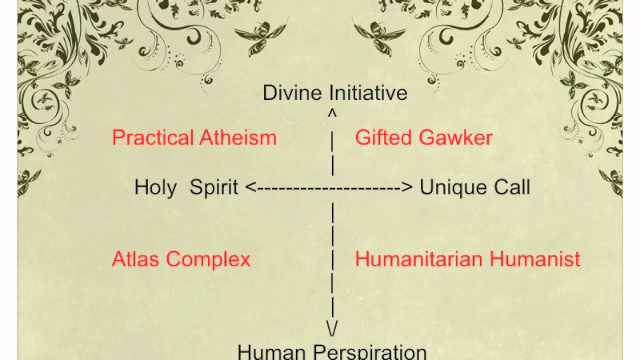 Divine Initiative
^
Practical Atheism | Gifted Gawker
|
Holy  Spirit <--------------------> Unique Call
|
|
Atlas Complex | Humanitarian Humanist
|
|
\/
Human Perspiration